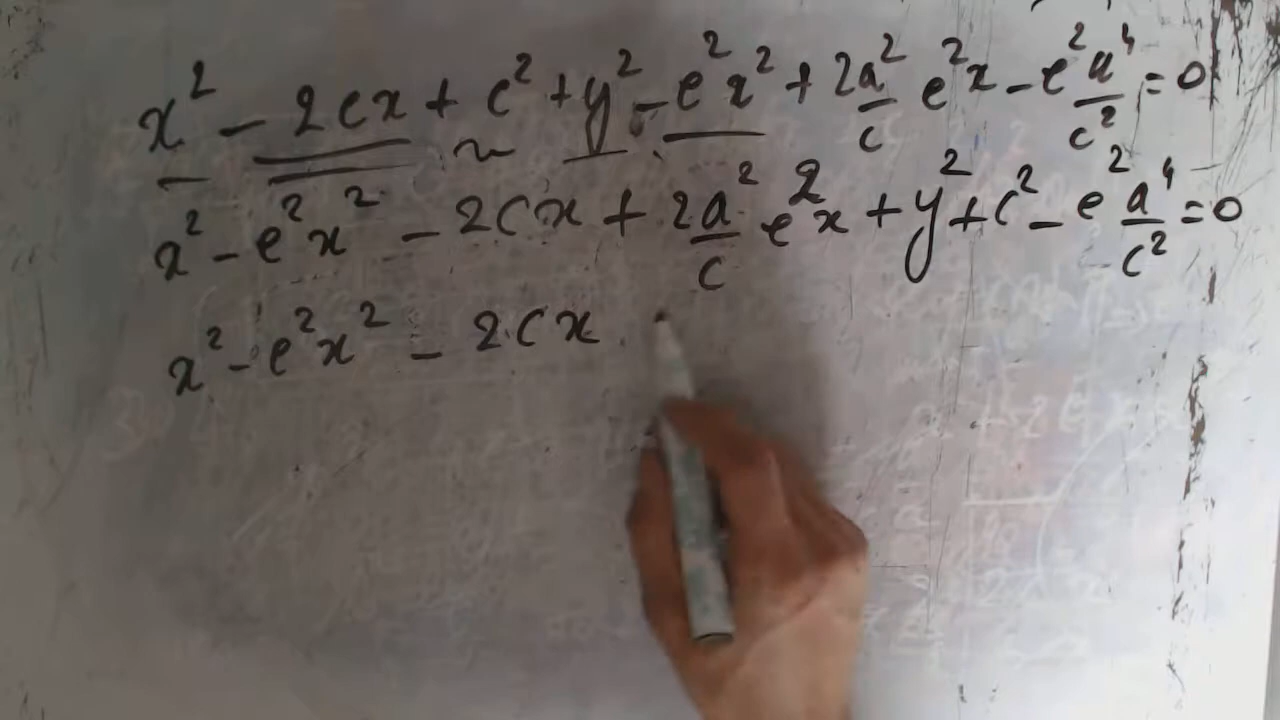 x² - 2cx + c² + y² - e²x² + 2a²/c e²x - e²a⁴/c² = 0
x² - e²x² - 2cx + 2a²/c e²x + y² + c² - e²a⁴/c² = 0
x² - e²x² - 2cx